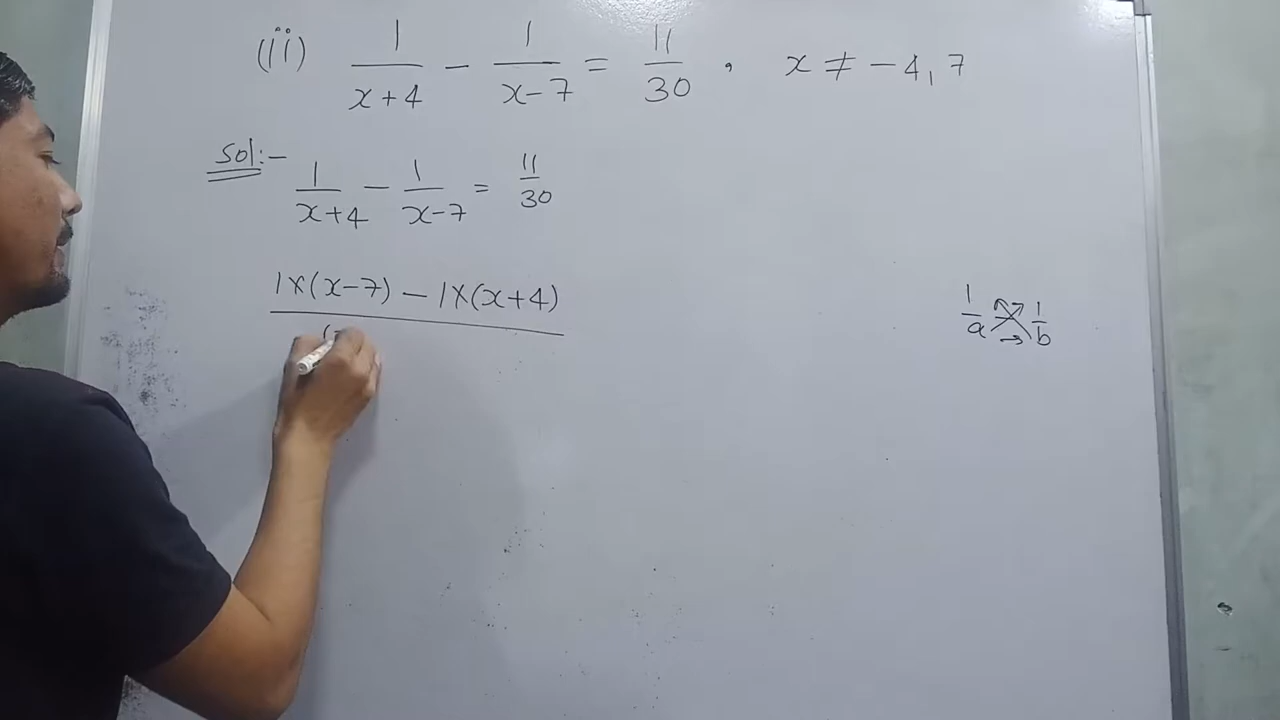 (ii) 1/(x+4) - 1/(x-7) = 11/30 , x ≠ -4, 7
Sol:- 1/(x+4) - 1/(x-7) = 11/30
1×(x-7) - 1×(x+4)
1/a 1/b